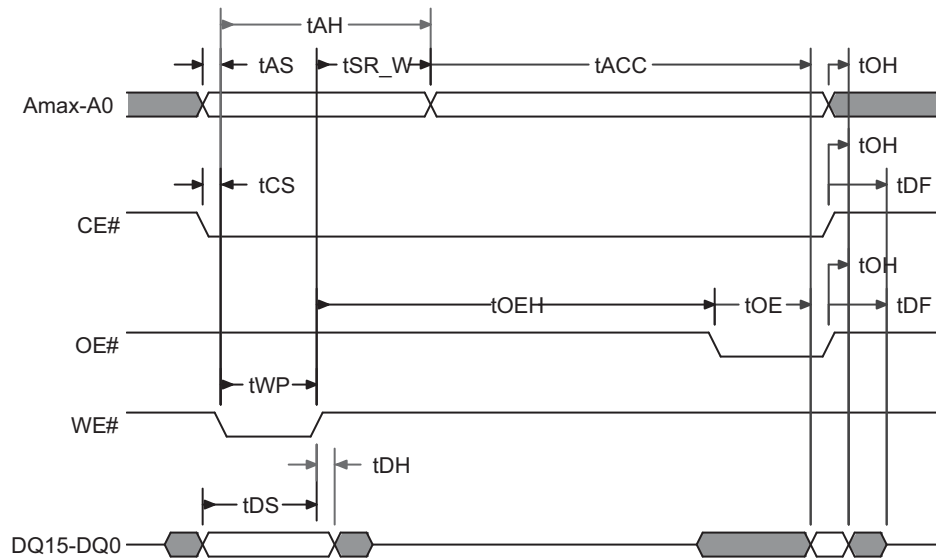 tAH
tAS tSR_W tACC tOH
Amax-A0
tOH
tCS tDF
CE#
tOH
tOEH tOE tDF
OE#
tWP
WE#
tDH
tDS
DQ15-DQ0